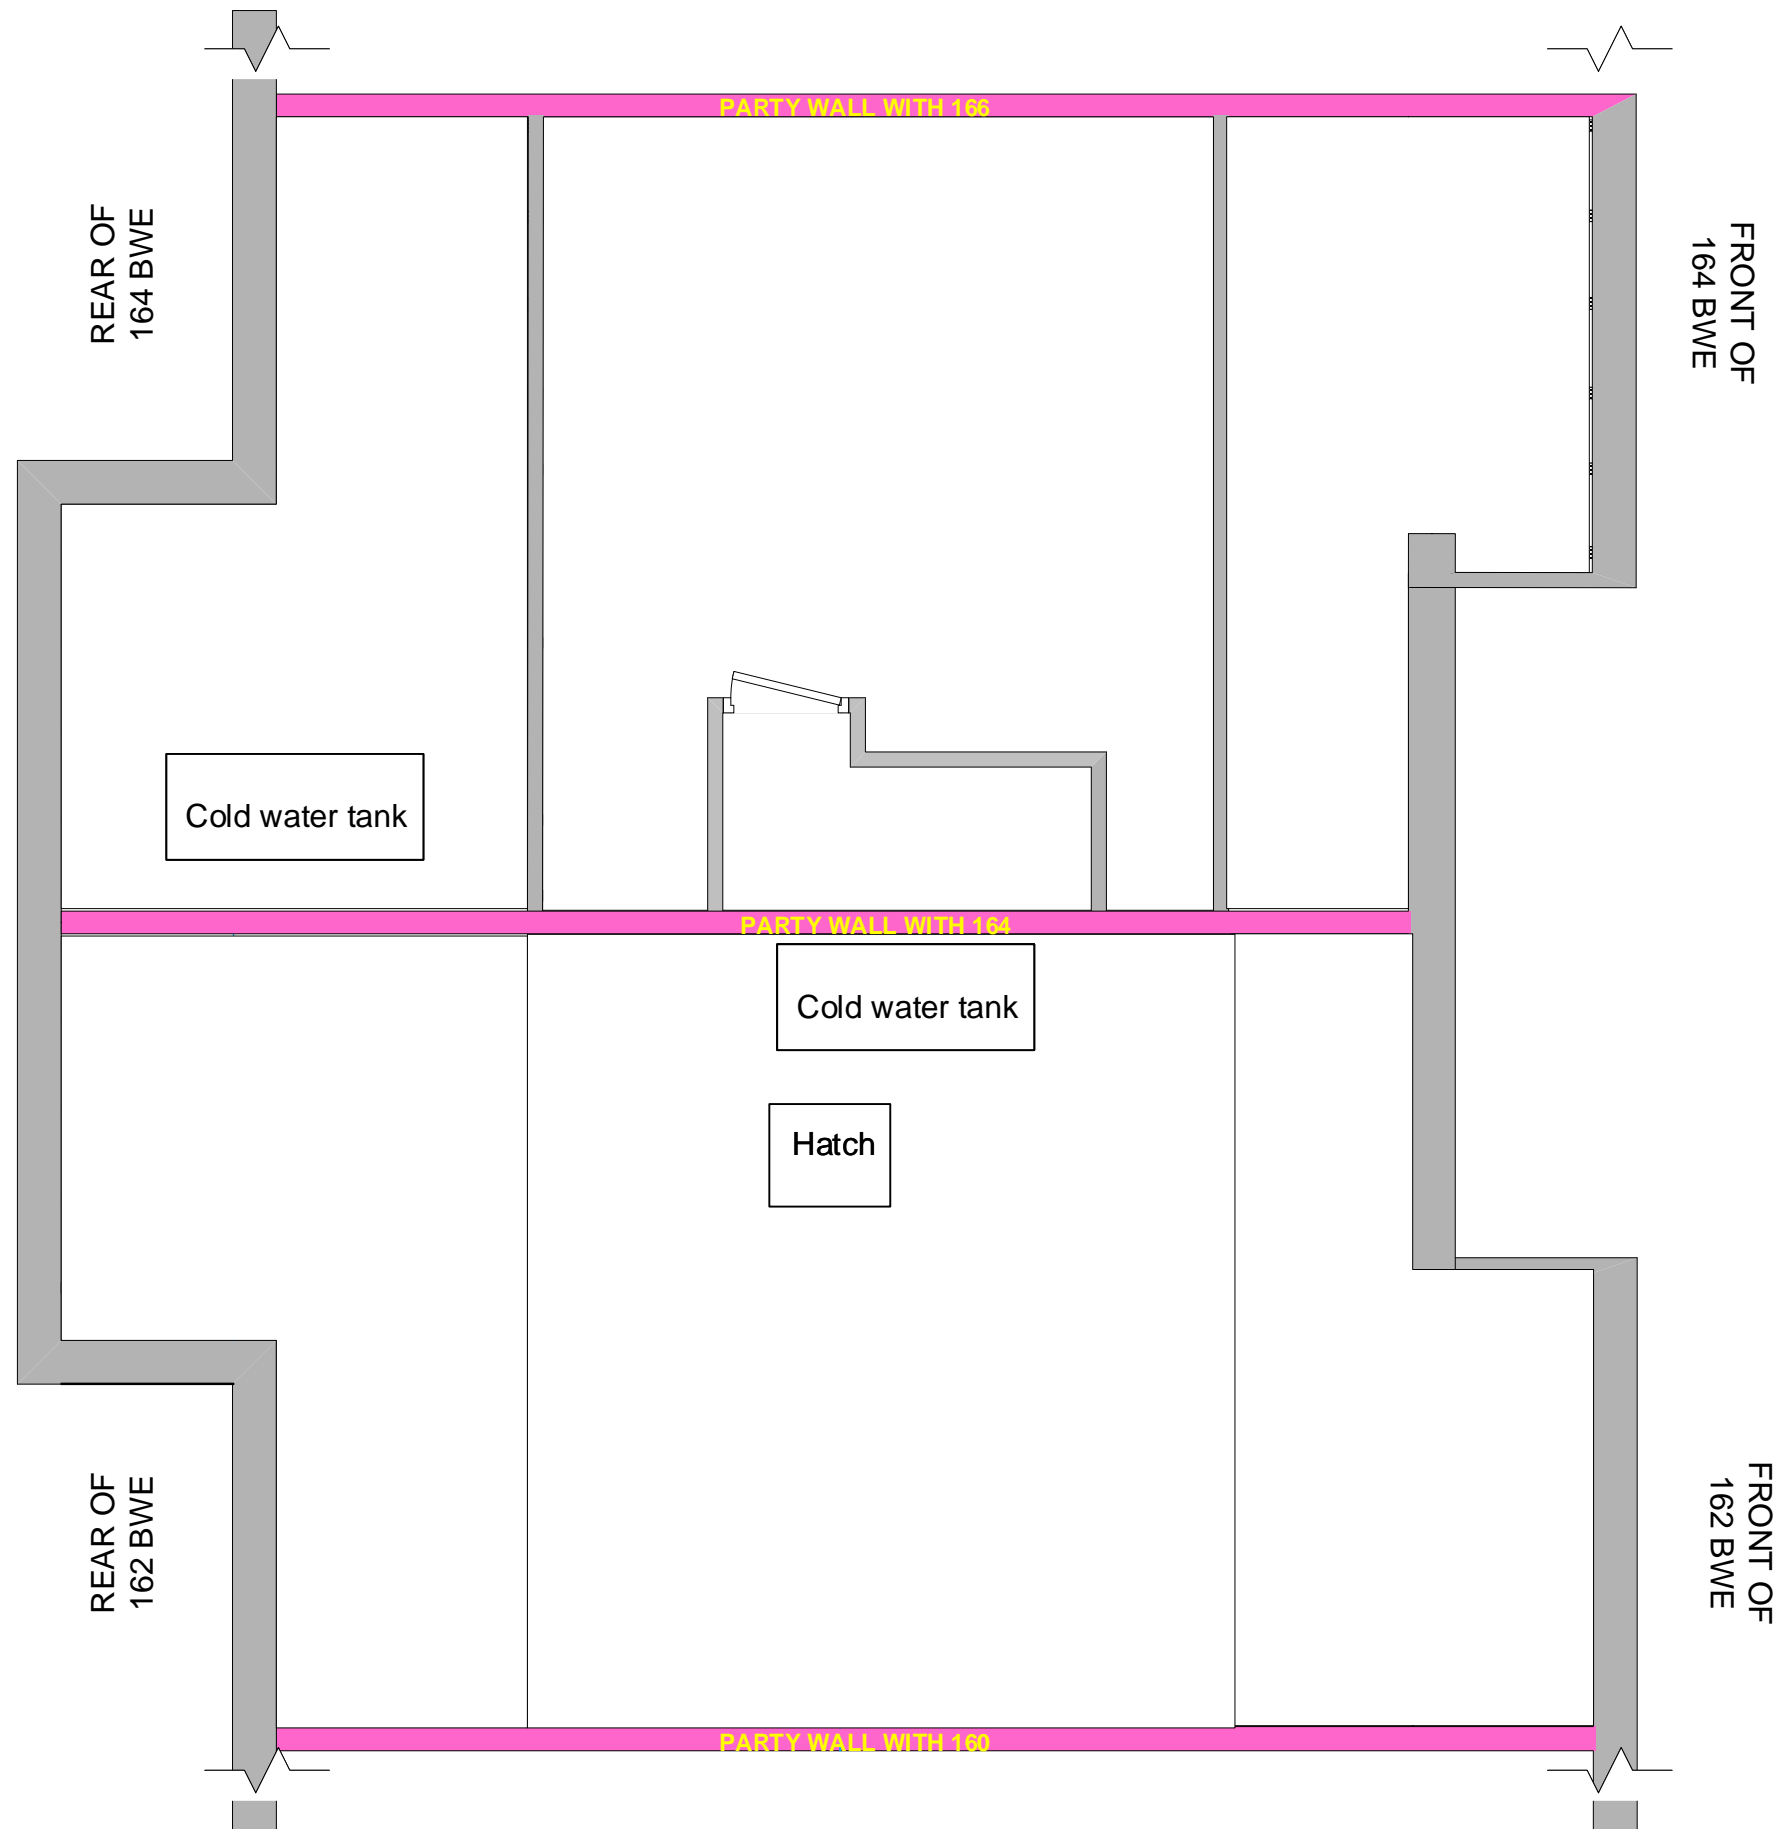 PARTY WALL WITH 166
REAR OF
164 BWE
FRONT OF
164 BWE
Cold water tank
PARTY WALL WITH 164
Cold water tank
Hatch
REAR OF
162 BWE
FRONT OF
162 BWE
PARTY WALL WITH 160